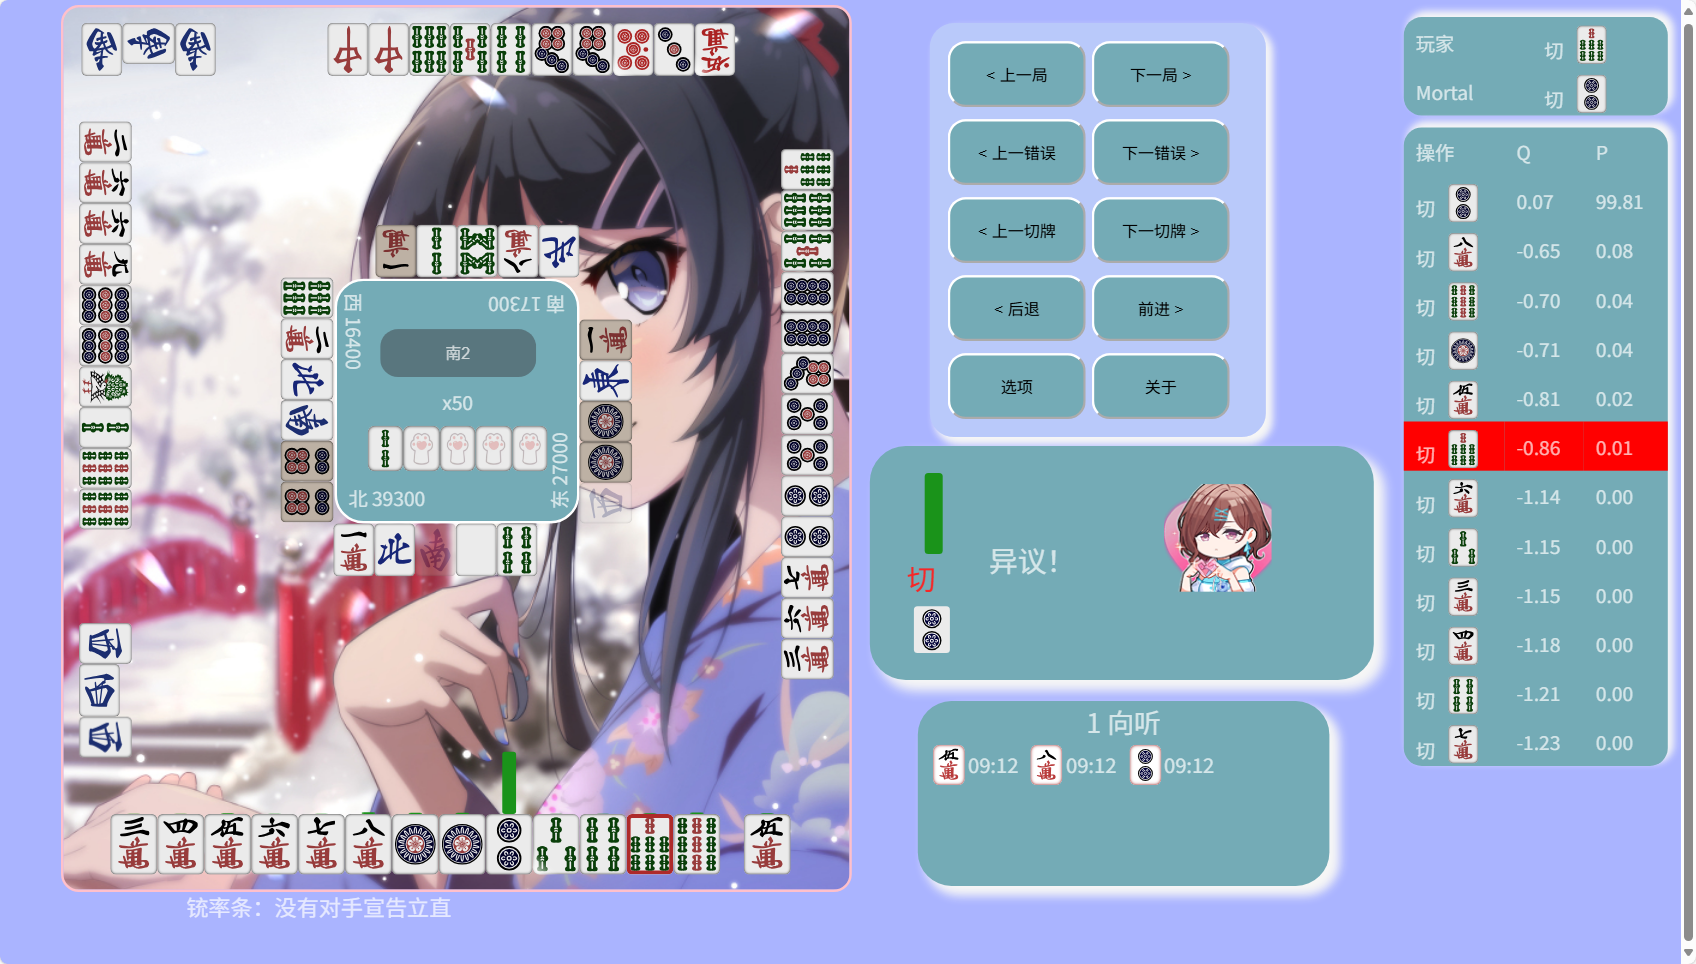 西 16400
南 17300
南2
x50
北 39300
东 27000
铳率条：没有对手宣告立直
< 上一局
下一局 >
< 上一错误
下一错误 >
< 上一切牌
下一切牌 >
< 后退
前进 >
选项
关于
切
异议！
1 向听
09:12
09:12
09:12
玩家 切
Mortal 切
操作 Q P
切 0.07 99.81
切 -0.65 0.08
切 -0.70 0.04
切 -0.71 0.04
切 -0.81 0.02
切 -0.86 0.01
切 -1.14 0.00
切 -1.15 0.00
切 -1.15 0.00
切 -1.18 0.00
切 -1.21 0.00
切 -1.23 0.00